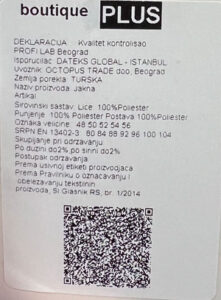 boutique PLUS
DEKLARACIJA: Kvalitet kontrolisao
PROFI LAB Beograd
Isporučilac: DATEKS GLOBAL - ISTANBUL
Uvoznik: OCTOPUS TRADE doo, Beograd
Zemlja porekla: TURSKA
Naziv proizvoda: Jakna
Artikal
Sirovinski sastav: Lice: 100%Poliester
Punjenje: 100% Poliester Postava 100%Poliester
Oznaka velicine: 48 50 52 54 56
SRPN EN 13402-3: 80 84 88 92 96 100 104
Skupljanje pri održavanju
Po dužini do2%,po širini do2%
Postupak održavanja
Prema ušivnoj etiketi proizvodjača
Prema Pravilniku o označavanju i
obeležavanju tekstilnih
proizvoda, Sl Glasnik RS, br. 1/2014